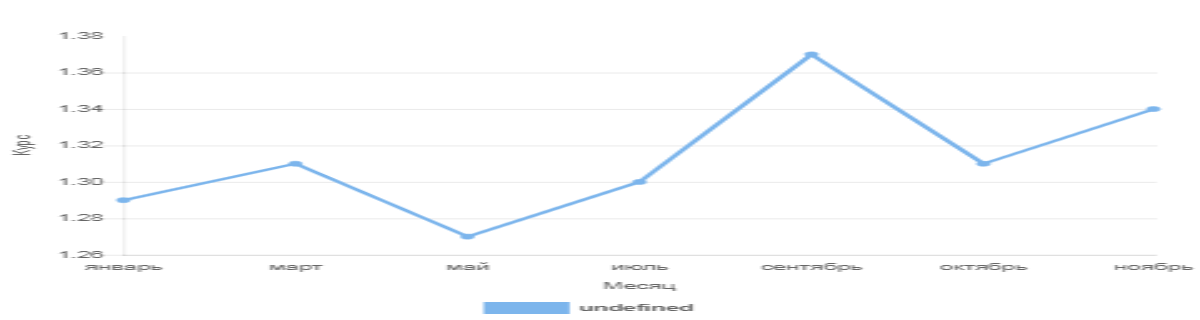 1.38
1.36
1.34
Курс
1.32
1.30
1.28
1.26
январь март май июль сентябрь октябрь ноябрь
Месяц
undefined